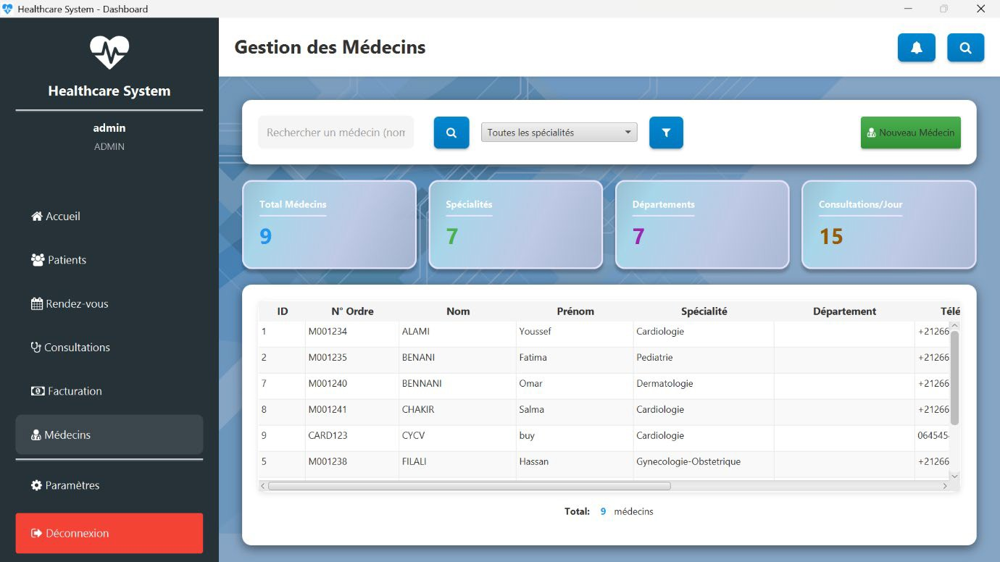 Healthcare System - Dashboard
Healthcare System
admin
ADMIN
Accueil
Patients
Rendez-vous
Consultations
Facturation
Médecins
Paramètres
Déconnexion
Gestion des Médecins
Rechercher un médecin (nom
Toutes les spécialités
Nouveau Médecin
Total Médecins
9
Spécialités
7
Départements
7
Consultations/Jour
15
ID N° Ordre Nom Prénom Spécialité Département Télé
1 M001234 ALAMI Youssef Cardiologie +21266
2 M001235 BENANI Fatima Pediatrie +21266
7 M001240 BENNANI Omar Dermatologie +21266
8 M001241 CHAKIR Salma Cardiologie +21266
9 CARD123 CYCV buy Cardiologie 064545
5 M001238 FILALI Hassan Gynecologie-Obstetrique +21266
Total: 9 médecins